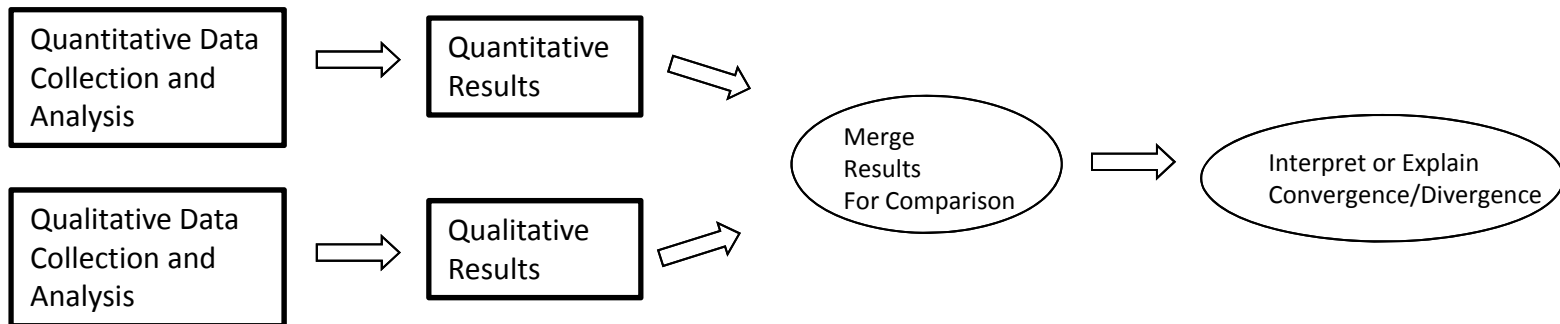 Quantitative Data
Collection and
Analysis
Quantitative
Results
Qualitative Data
Collection and
Analysis
Qualitative
Results
Merge
Results
For Comparison
Interpret or Explain
Convergence/Divergence